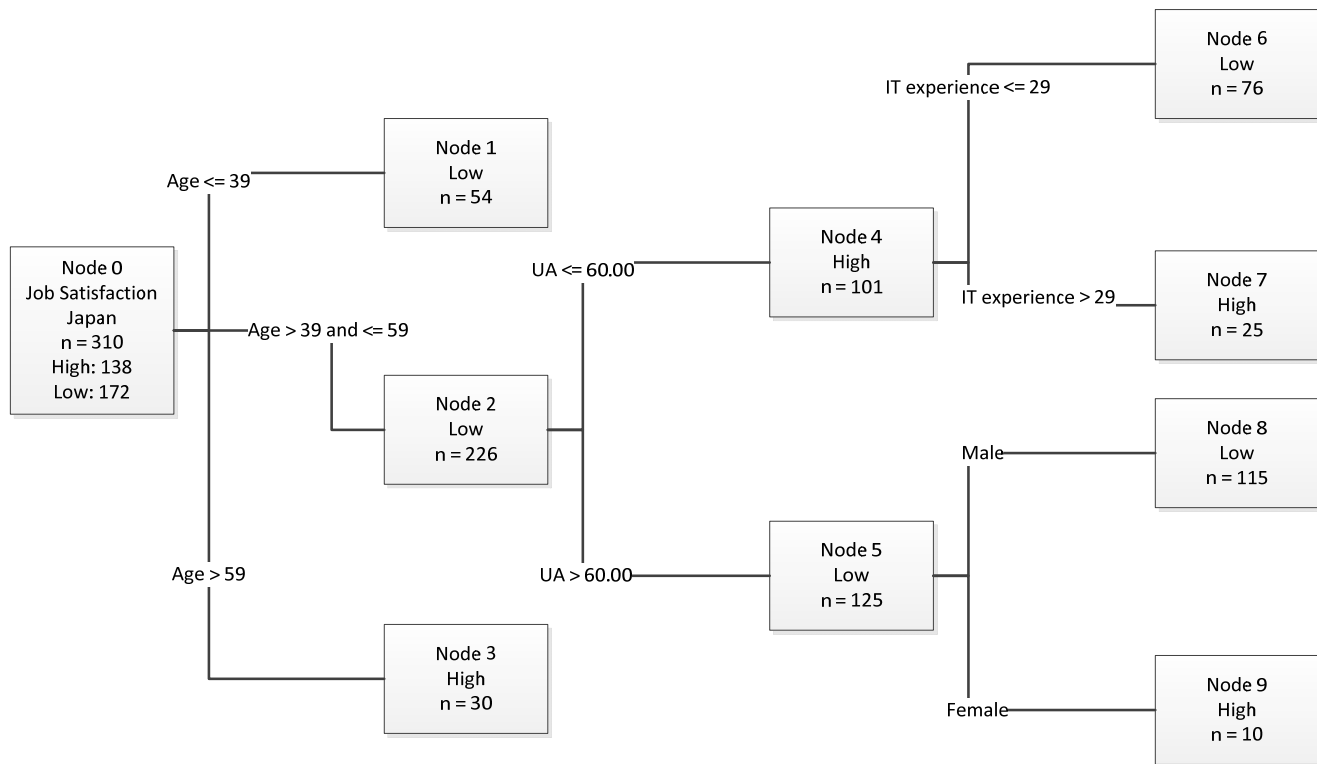 Node 0
Job Satisfaction
Japan
n = 310
High: 138
Low: 172
Age <= 39
Age > 39 and <= 59
Age > 59
Node 1
Low
n = 54
Node 2
Low
n = 226
Node 3
High
n = 30
UA <= 60.00
UA > 60.00
Node 4
High
n = 101
Node 5
Low
n = 125
IT experience <= 29
IT experience > 29
Male
Female
Node 6
Low
n = 76
Node 7
High
n = 25
Node 8
Low
n = 115
Node 9
High
n = 10